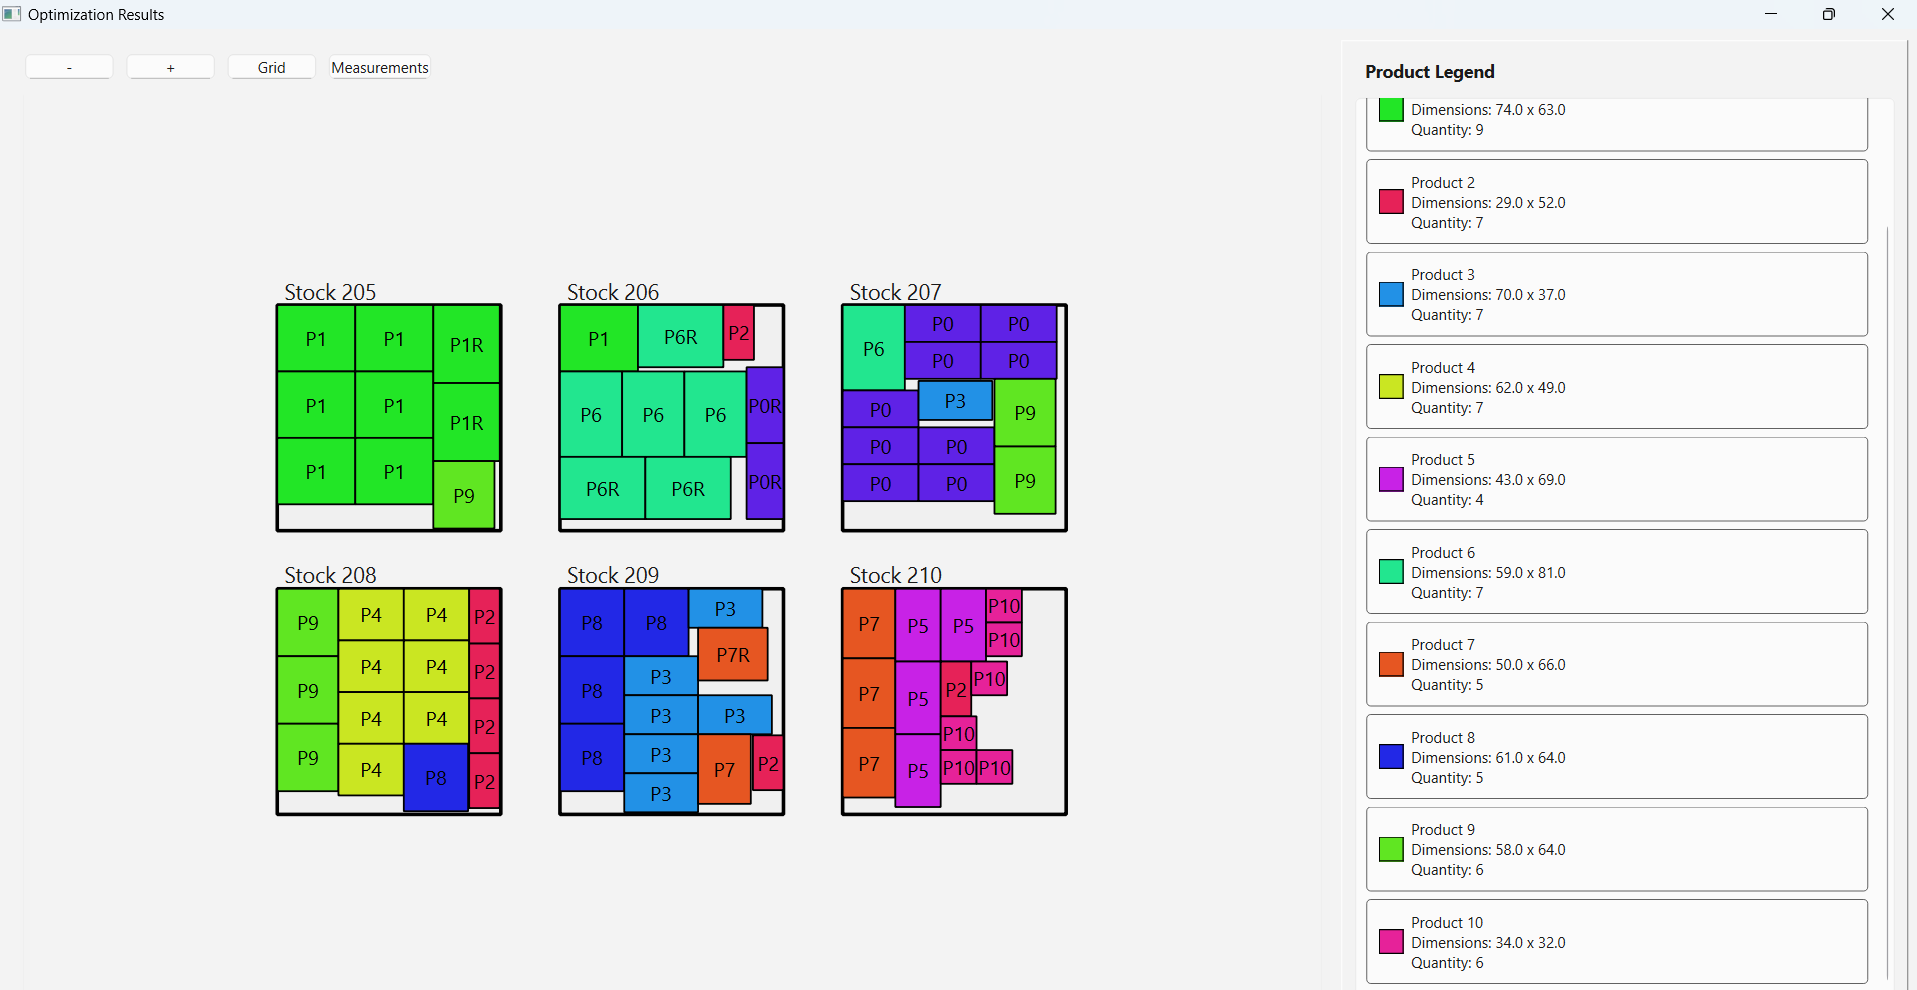 Optimization Results
-
+
Grid
Measurements
Stock 205
P1
P1
P1R
P1
P1
P1R
P1
P1
P9
Stock 206
P1
P6R
P2
P6
P6
P6
P0R
P6R
P6R
P0R
Stock 207
P6
P0
P0
P0
P0
P0
P3
P9
P0
P0
P0
P0
P9
Stock 208
P9
P4
P4
P2
P9
P4
P4
P2
P4
P4
P2
P9
P4
P8
P2
Stock 209
P8
P8
P3
P7R
P8
P3
P3
P3
P8
P3
P7
P2
P3
Stock 210
P7
P5
P5
P10
P10
P7
P5
P2
P10
P10
P7
P5
P10
P10
Product Legend
Dimensions: 74.0 x 63.0
Quantity: 9
Product 2
Dimensions: 29.0 x 52.0
Quantity: 7
Product 3
Dimensions: 70.0 x 37.0
Quantity: 7
Product 4
Dimensions: 62.0 x 49.0
Quantity: 7
Product 5
Dimensions: 43.0 x 69.0
Quantity: 4
Product 6
Dimensions: 59.0 x 81.0
Quantity: 7
Product 7
Dimensions: 50.0 x 66.0
Quantity: 5
Product 8
Dimensions: 61.0 x 64.0
Quantity: 5
Product 9
Dimensions: 58.0 x 64.0
Quantity: 6
Product 10
Dimensions: 34.0 x 32.0
Quantity: 6